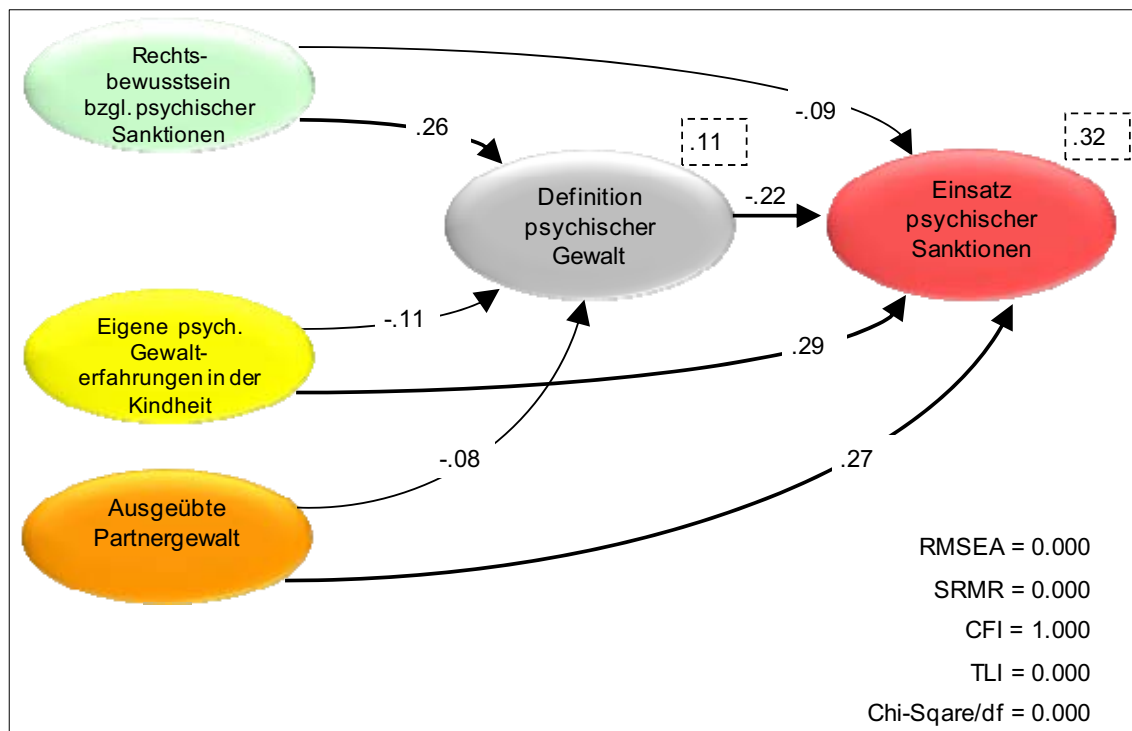 Rechts-
bewusstsein
bzgl. psychischer
Sanktionen
.26
-.09
.11
.32
Definition
psychischer
Gewalt
-.22
Einsatz
psychischer
Sanktionen
Eigene psych.
Gewalt-
erfahrungen in der
Kindheit
-.11
.29
-.08
.27
Ausgeübte
Partnergewalt
RMSEA = 0.000
SRMR = 0.000
CFI = 1.000
TLI = 0.000
Chi-Sqare/df = 0.000